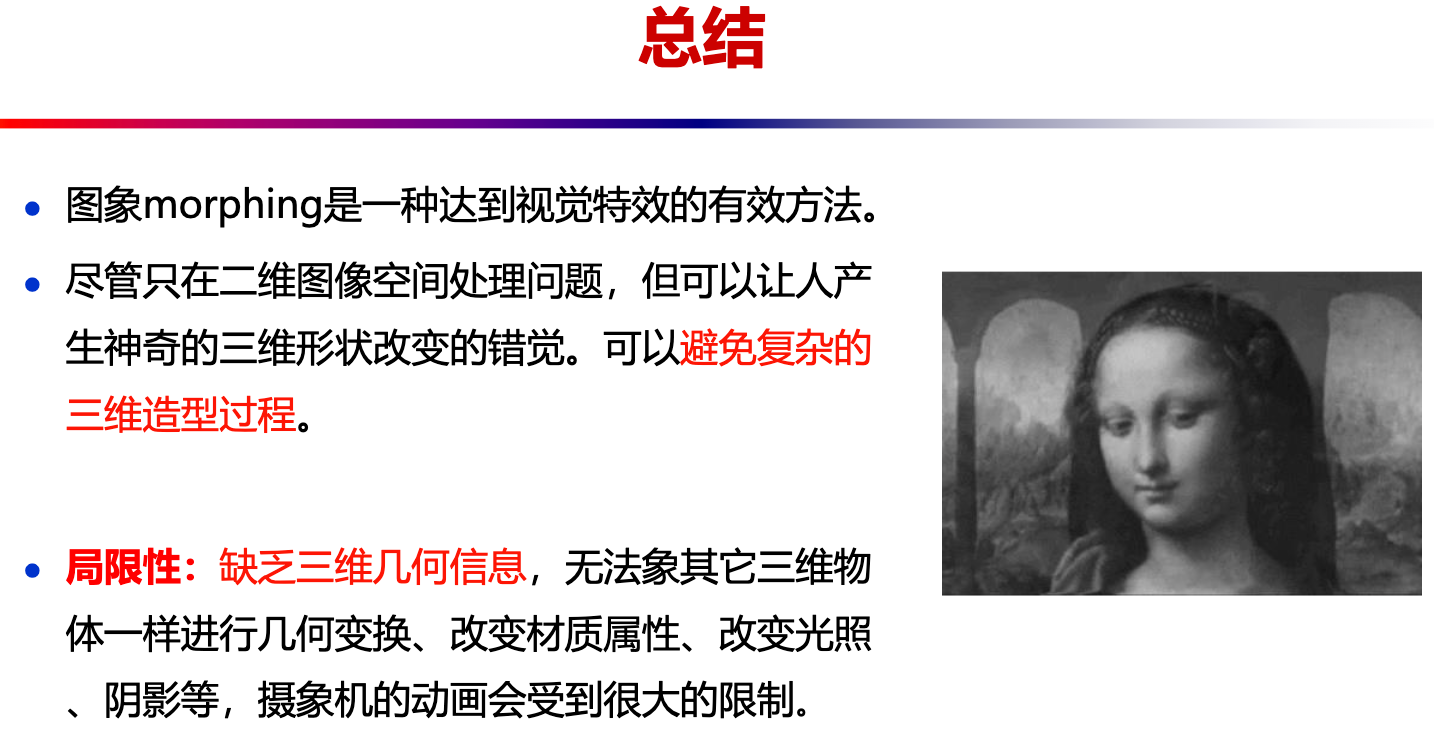 总结
图象morphing是一种达到视觉特效的有效方法。
尽管只在二维图像空间处理问题，但可以让人产
生神奇的三维形状改变的错觉。可以避免复杂的
三维造型过程。
局限性：缺乏三维几何信息，无法象其它三维物
体一样进行几何变换、改变材质属性、改变光照
、阴影等，摄象机的动画会受到很大的限制。